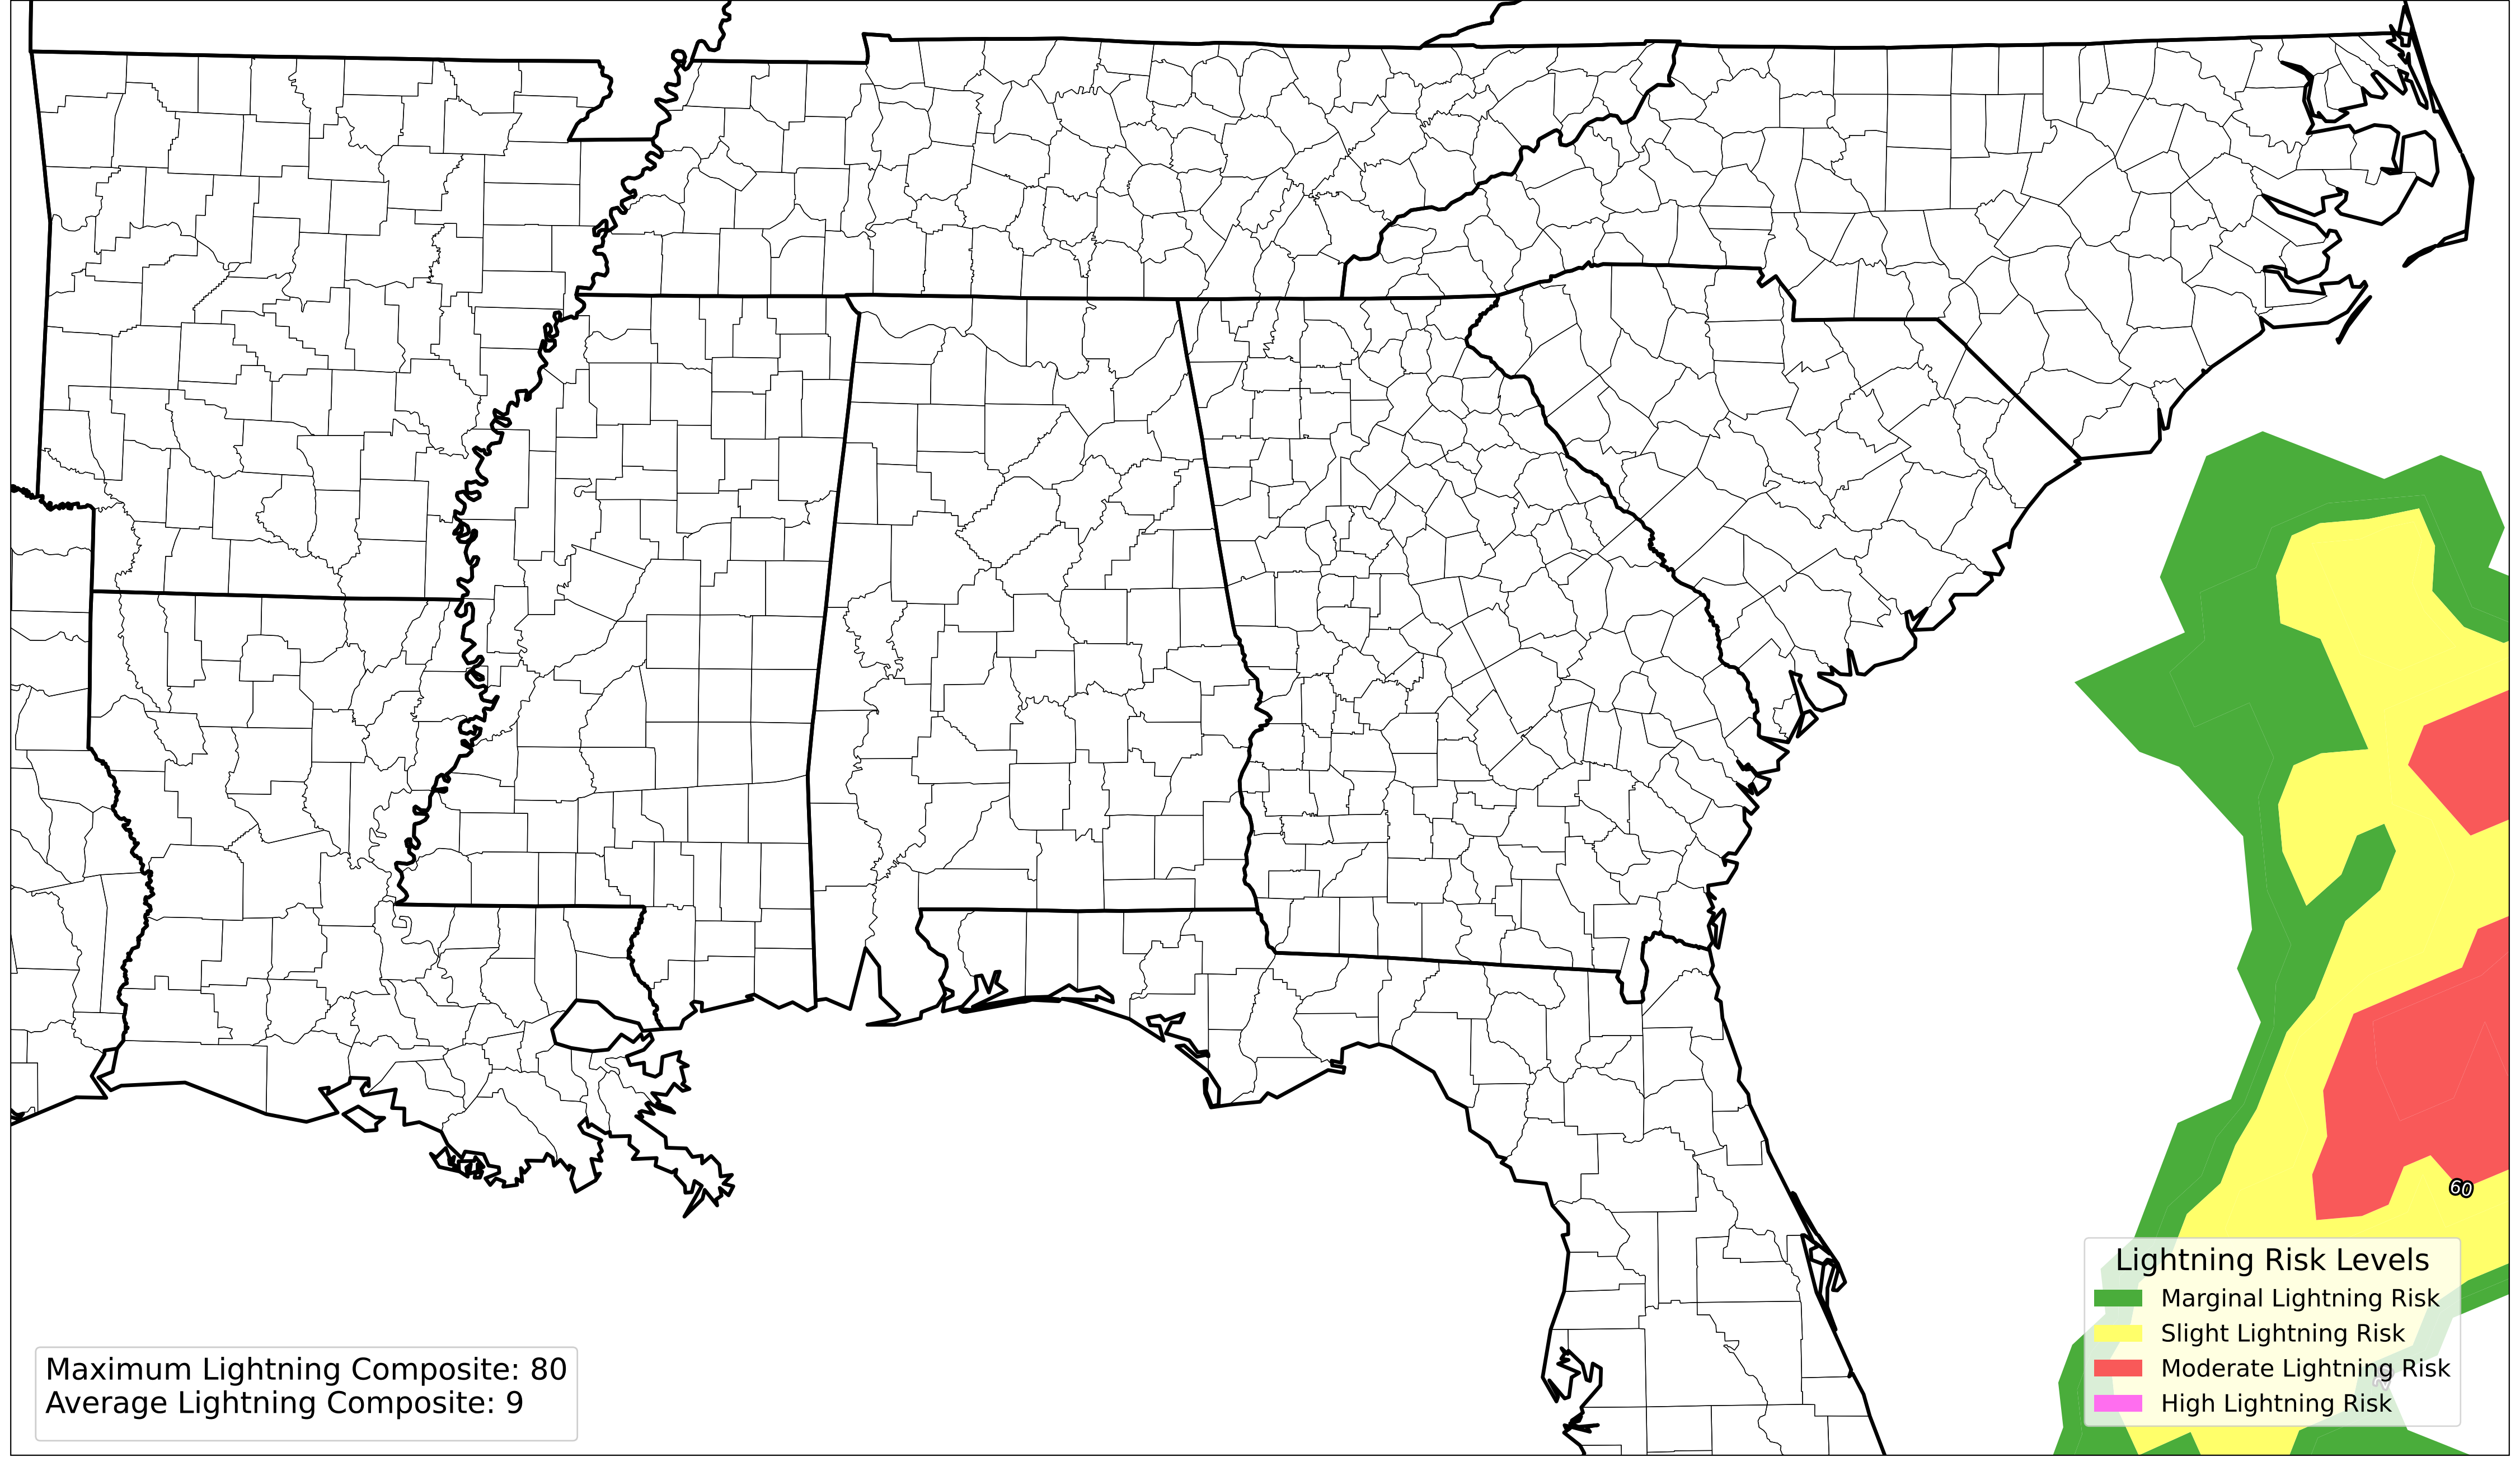 60
Lightning Risk Levels
Marginal Lightning Risk
Slight Lightning Risk
Moderate Lightning Risk
High Lightning Risk
Maximum Lightning Composite: 80
Average Lightning Composite: 9